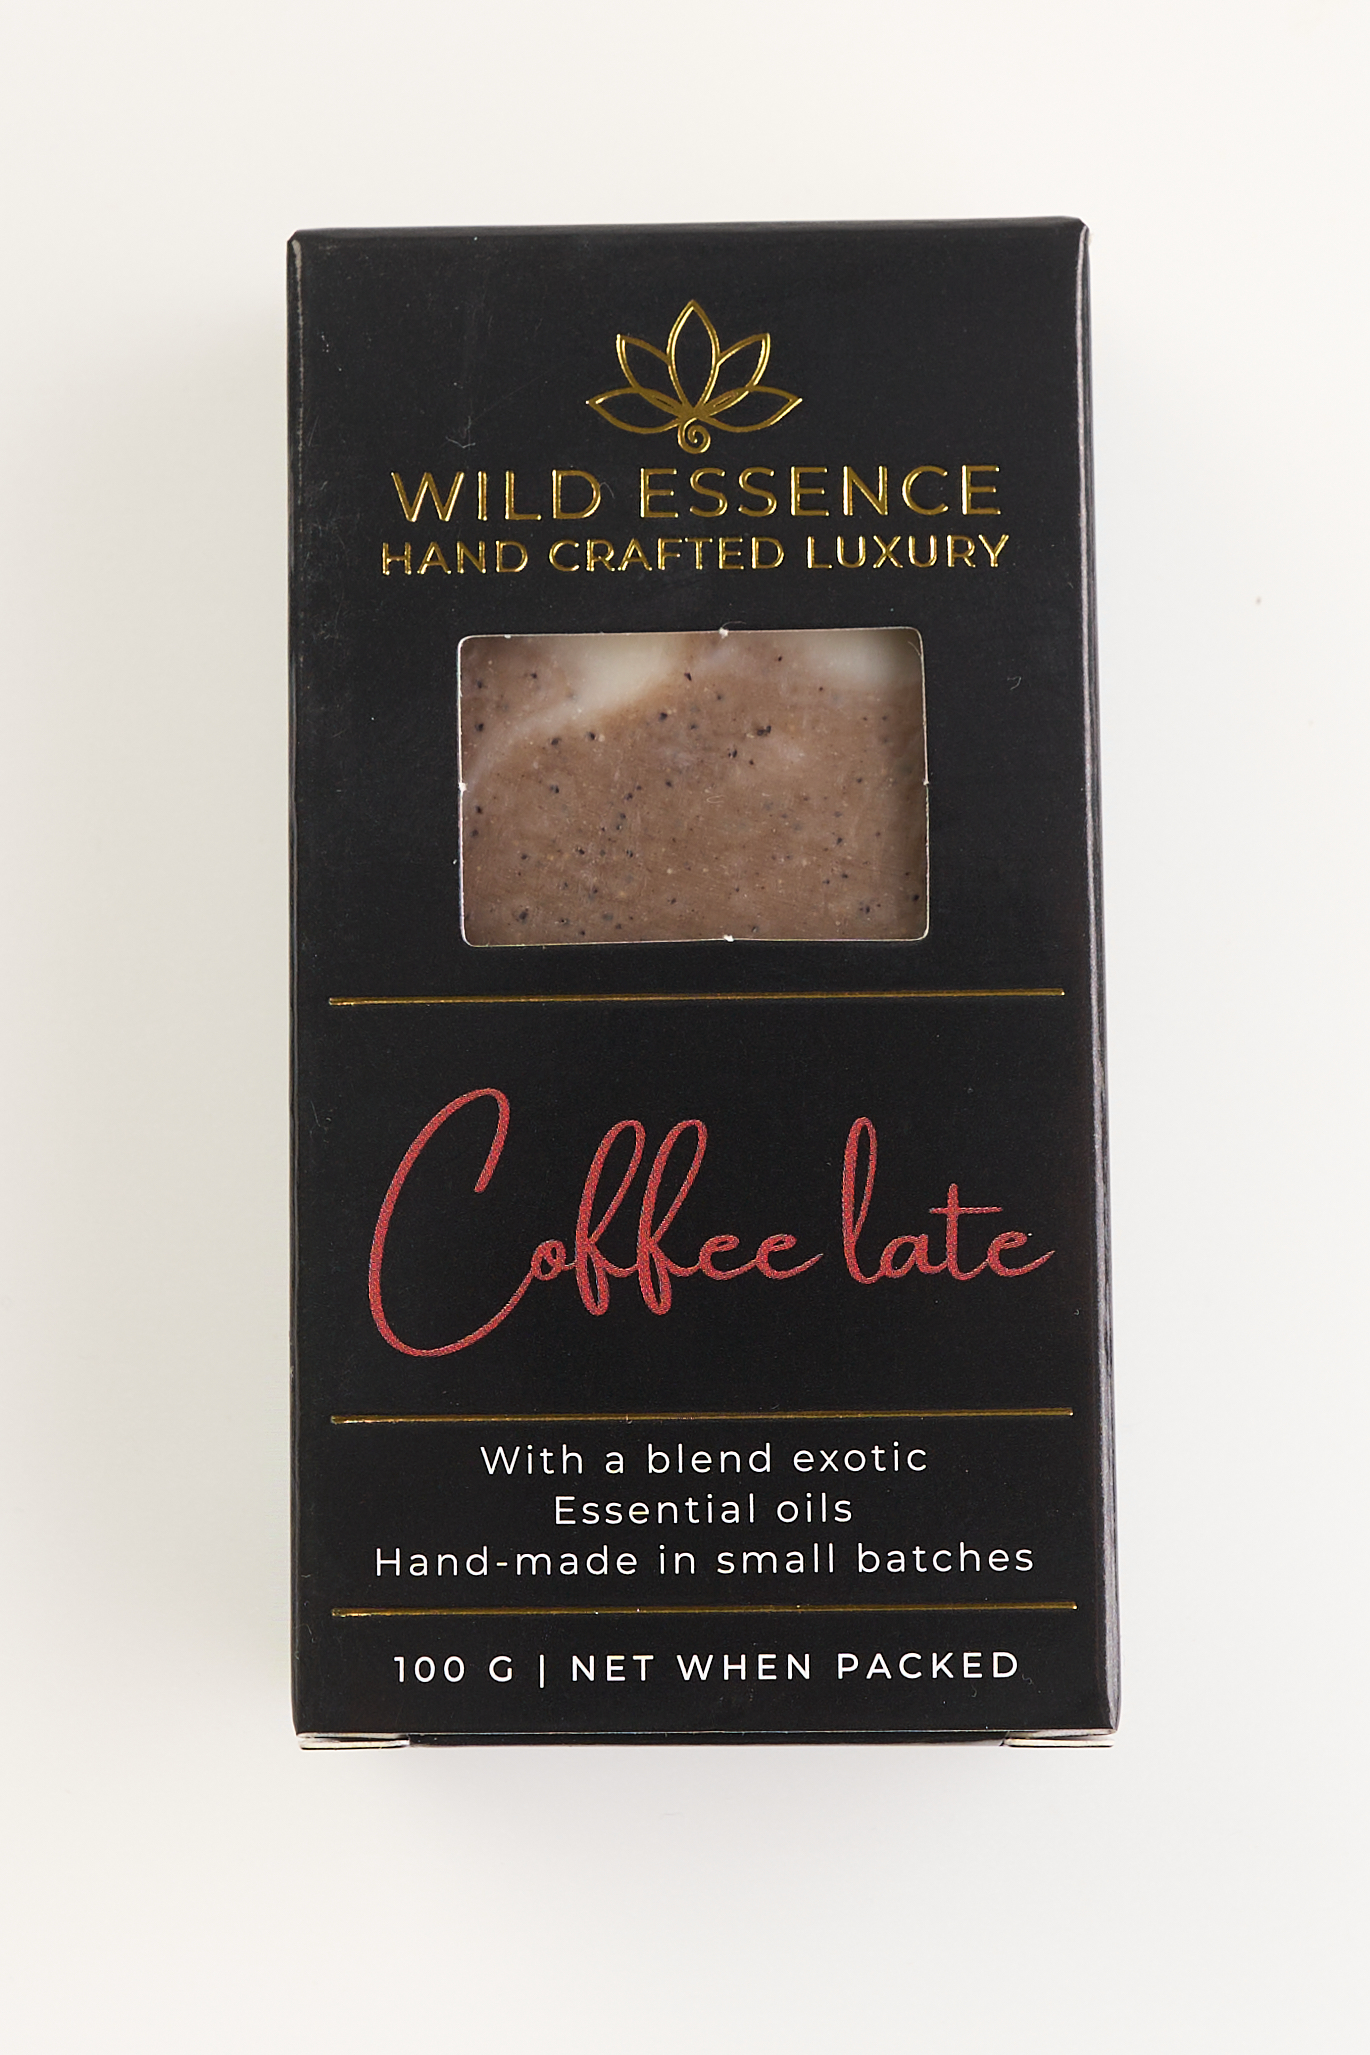 WILD ESSENCE
HAND CRAFTED LUXURY
Coffee late
With a blend exotic
Essential oils
Hand-made in small batches
100 G | NET WHEN PACKED